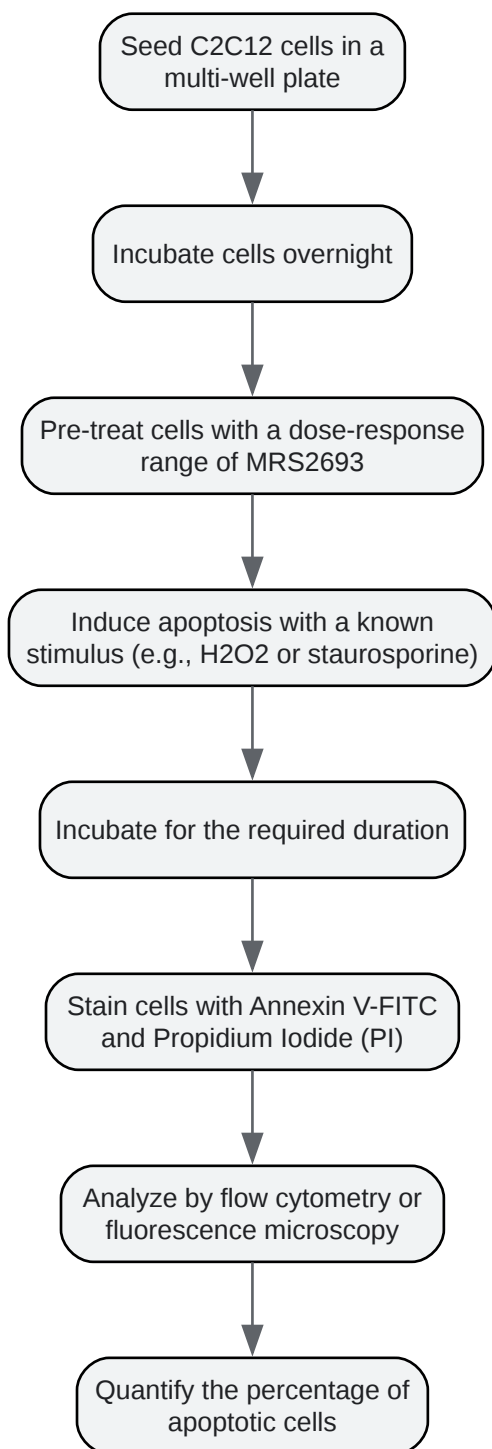 Seed C2C12 cells in a
multi-well plate
Incubate cells overnight
Pre-treat cells with a dose-response
range of MRS2693
Induce apoptosis with a known
stimulus (e.g., H2O2 or staurosporine)
Incubate for the required duration
Stain cells with Annexin V-FITC
and Propidium Iodide (PI)
Analyze by flow cytometry or
fluorescence microscopy
Quantify the percentage of
apoptotic cells